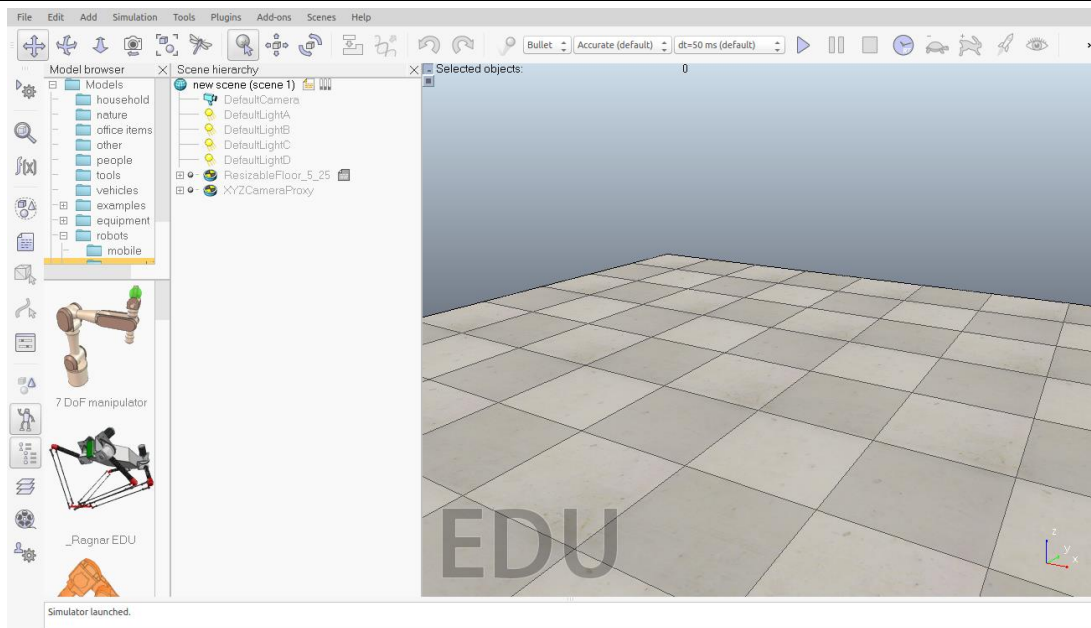 File Edit Add Simulation Tools Plugins Add-ons Scenes Help
f(x)
Bullet Accurate (default) dt=50 ms (default)
»
Model browser
Models
household
nature
office items
other
people
tools
vehicles
examples
equipment
robots
mobile
7 DoF manipulator
_Ragnar EDU
Scene hierarchy
new scene (scene 1)
DefaultCamera
DefaultLightA
DefaultLightB
DefaultLightC
DefaultLightD
ResizableFloor_5_25
XYZCameraProxy
Selected objects: 0
EDU
z
y
x
Simulator launched.